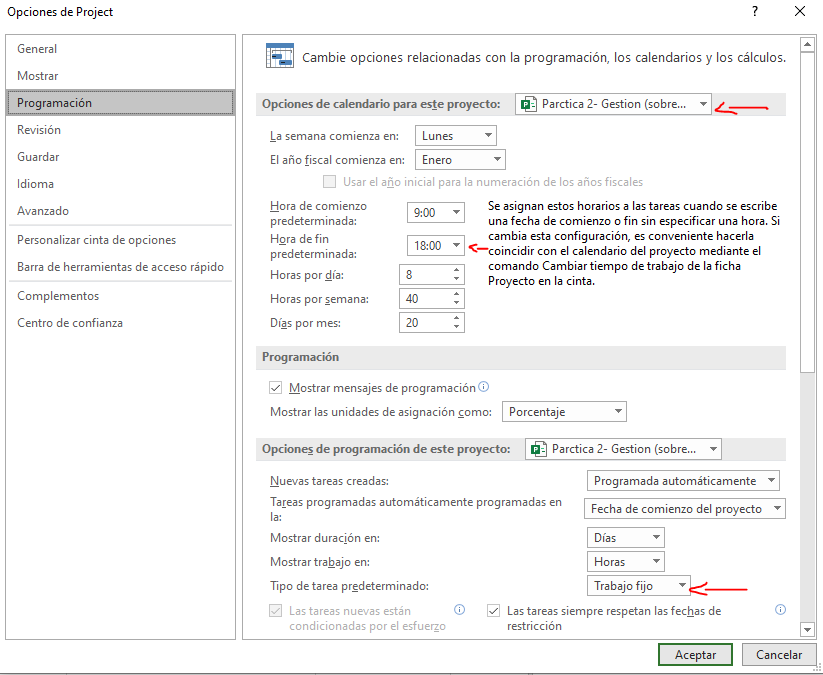 Opciones de Project
?
General
Mostrar
Programación
Revisión
Guardar
Idioma
Avanzado
Personalizar cinta de opciones
Barra de herramientas de acceso rápido
Complementos
Centro de confianza
Cambie opciones relacionadas con la programación, los calendarios y los cálculos.
Opciones de calendario para este proyecto: Parctica 2- Gestion (sobre...
La semana comienza en: Lunes
El año fiscal comienza en: Enero
Usar el año inicial para la numeración de los años fiscales
Hora de comienzo
predeterminada: 9:00
Hora de fin
predeterminada: 18:00
Se asignan estos horarios a las tareas cuando se escribe
una fecha de comienzo o fin sin especificar una hora. Si
cambia esta configuración, es conveniente hacerla
coincidir con el calendario del proyecto mediante el
comando Cambiar tiempo de trabajo de la ficha
Proyecto en la cinta.
Horas por día: 8
Horas por semana: 40
Días por mes: 20
Programación
Mostrar mensajes de programación
Mostrar las unidades de asignación como: Porcentaje
Opciones de programación de este proyecto: Parctica 2- Gestion (sobre...
Nuevas tareas creadas: Programada automáticamente
Tareas programadas automáticamente programadas en
la: Fecha de comienzo del proyecto
Mostrar duración en: Días
Mostrar trabajo en: Horas
Tipo de tarea predeterminado: Trabajo fijo
Las tareas nuevas están
condicionadas por el esfuerzo
Las tareas siempre respetan las fechas de
restricción
Aceptar
Cancelar